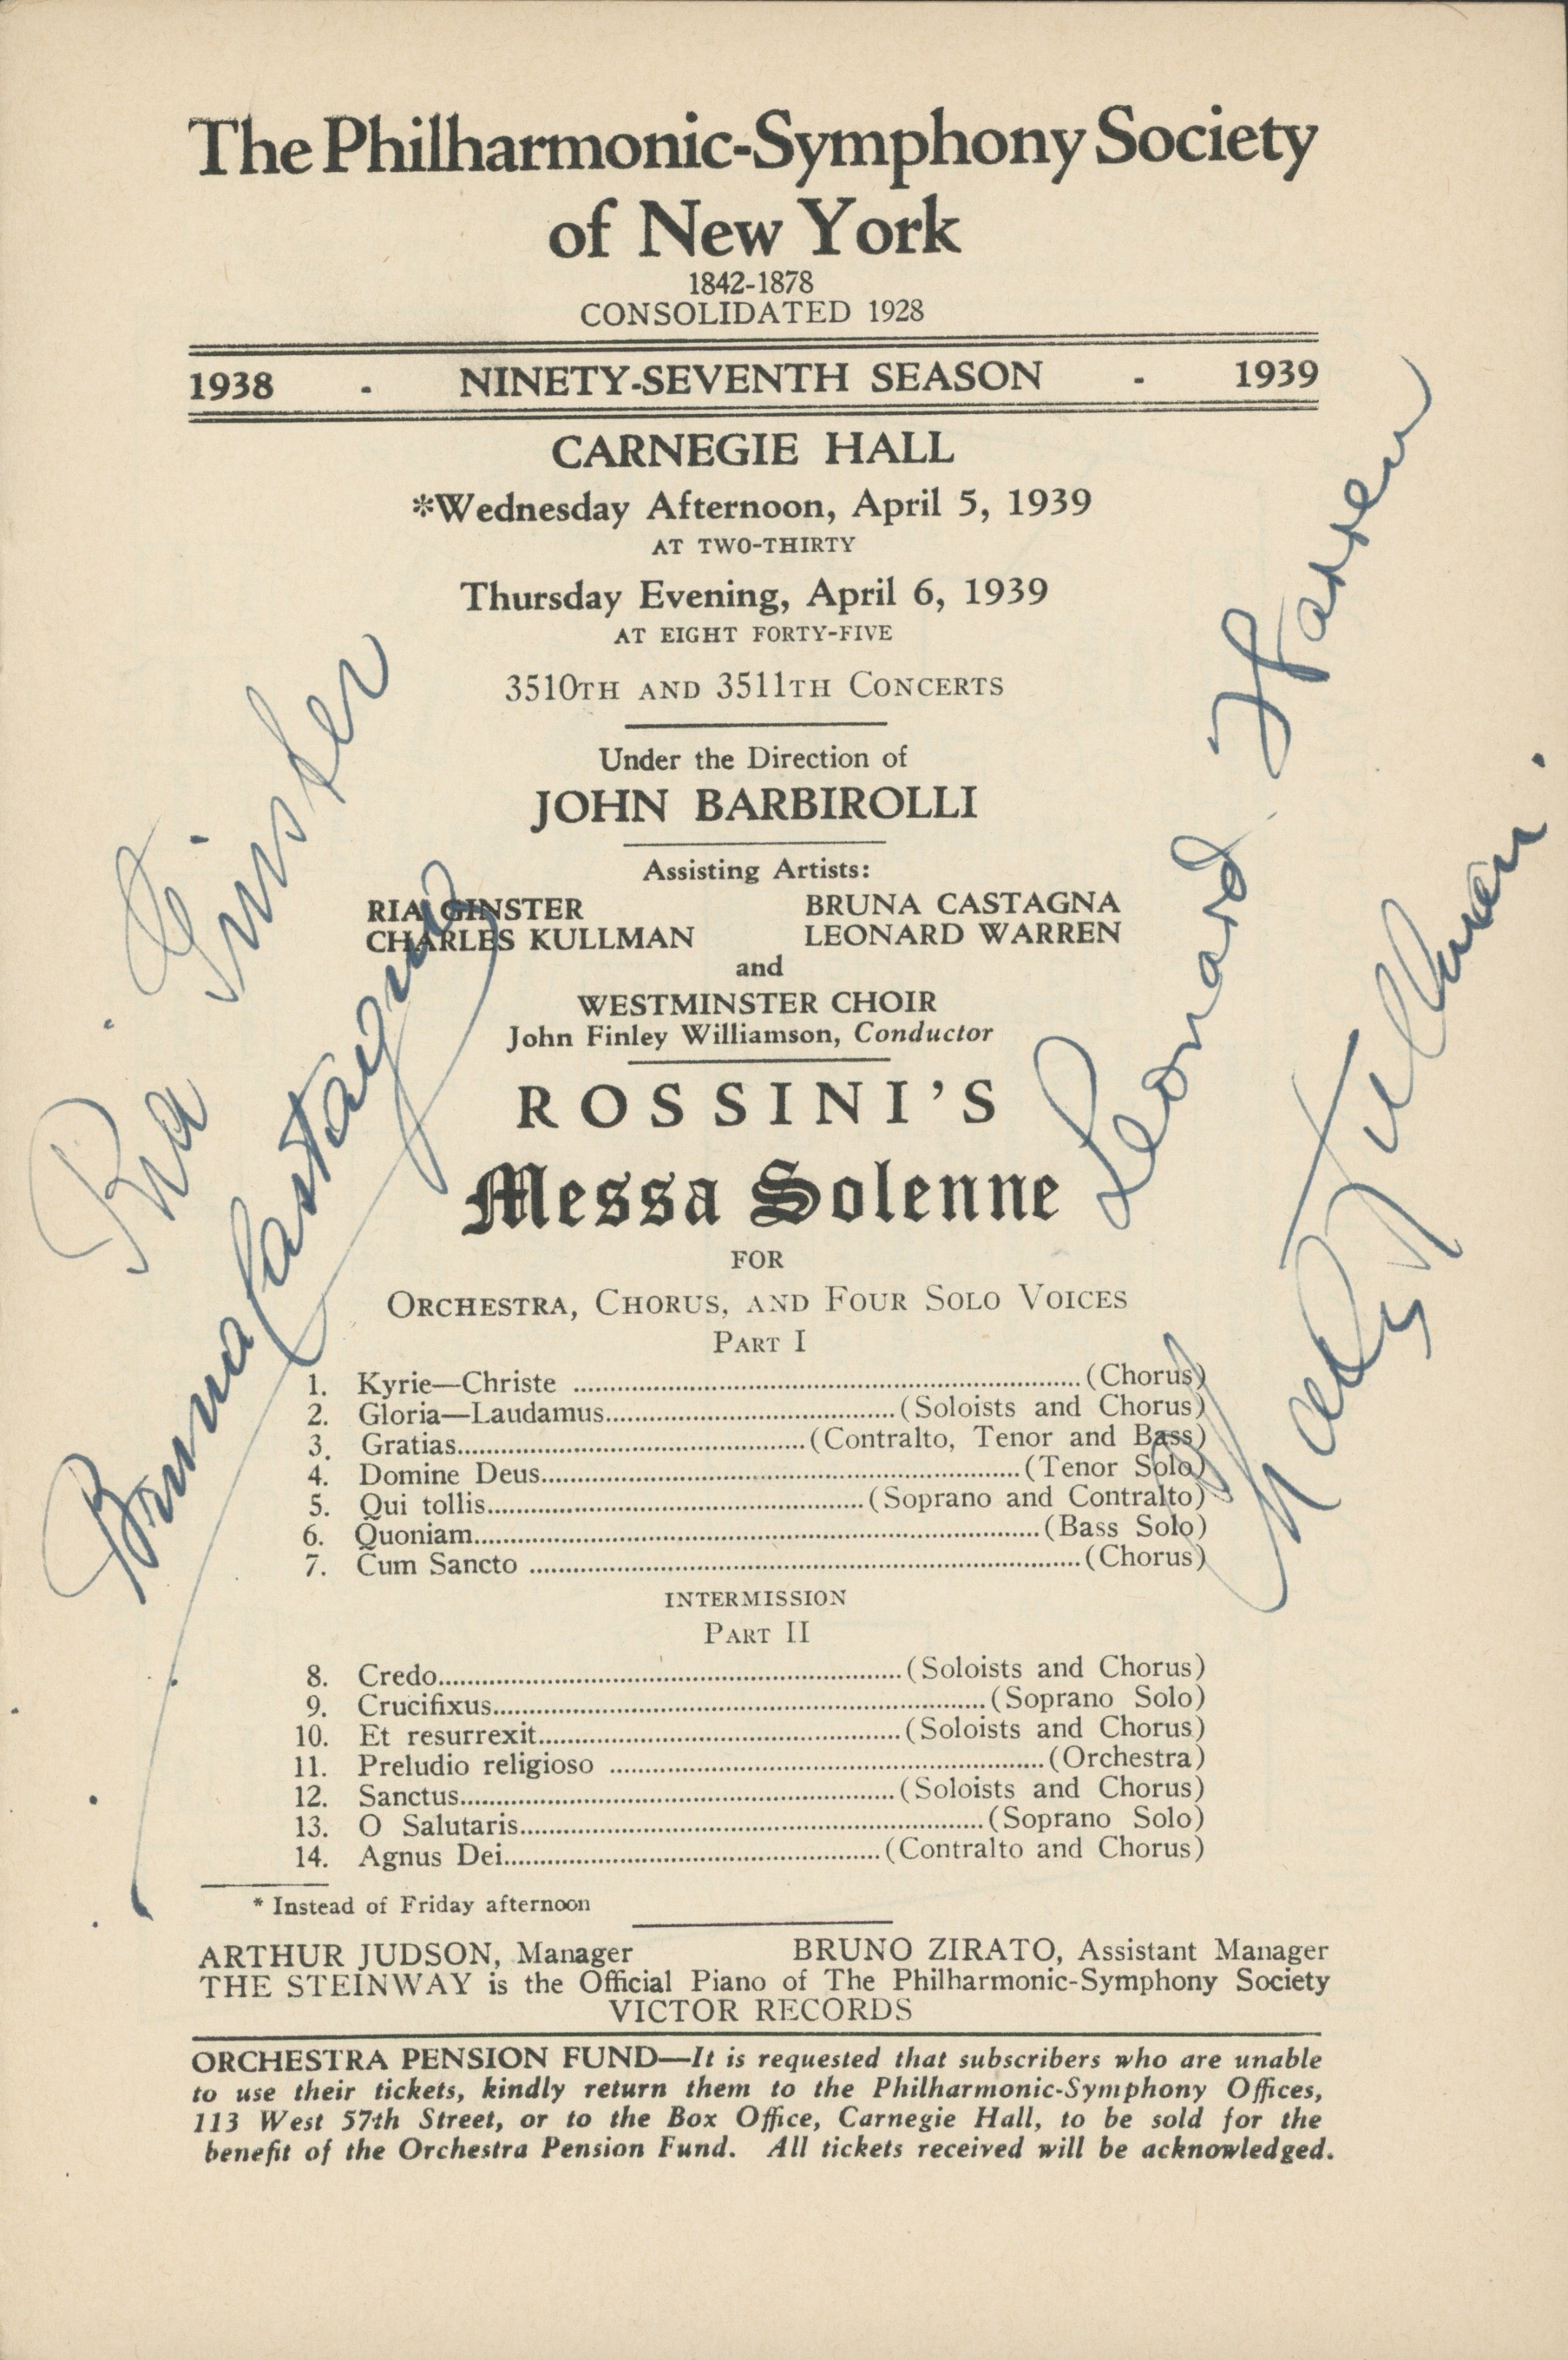 The Philharmonic-Symphony Society
of New York
1842-1878
CONSOLIDATED 1928
1938 - NINETY-SEVENTH SEASON - 1939
CARNEGIE HALL
*Wednesday Afternoon, April 5, 1939
AT TWO-THIRTY
Thursday Evening, April 6, 1939
AT EIGHT FORTY-FIVE
3510TH AND 3511TH CONCERTS
Under the Direction of
JOHN BARBIROLLI
Assisting Artists:
RIA GINSTER BRUNA CASTAGNA
CHARLES KULLMAN LEONARD WARREN
and
WESTMINSTER CHOIR
John Finley Williamson, Conductor
ROSSINI'S
Messa Solenne
FOR
ORCHESTRA, CHORUS, AND FOUR SOLO VOICES
PART I
1. Kyrie—Christe ........ (Chorus)
2. Gloria—Laudamus ........ (Soloists and Chorus)
3. Gratias ........ (Contralto, Tenor and Bass)
4. Domine Deus ........ (Tenor Solo)
5. Qui tollis ........ (Soprano and Contralto)
6. Quoniam ........ (Bass Solo)
7. Cum Sancto ........ (Chorus)
INTERMISSION
PART II
8. Credo ........ (Soloists and Chorus)
9. Crucifixus ........ (Soprano Solo)
10. Et resurrexit ........ (Soloists and Chorus)
11. Preludio religioso ........ (Orchestra)
12. Sanctus ........ (Soloists and Chorus)
13. O Salutaris ........ (Soprano Solo)
14. Agnus Dei ........ (Contralto and Chorus)
* Instead of Friday afternoon
ARTHUR JUDSON, Manager BRUNO ZIRATO, Assistant Manager
THE STEINWAY is the Official Piano of The Philharmonic-Symphony Society
VICTOR RECORDS
ORCHESTRA PENSION FUND—It is requested that subscribers who are unable
to use their tickets, kindly return them to the Philharmonic-Symphony Offices,
113 West 57th Street, or to the Box Office, Carnegie Hall, to be sold for the
benefit of the Orchestra Pension Fund. All tickets received will be acknowledged.
Ria Ginster
Bruna Castagna
Leonard Warren
Charles Kullman.